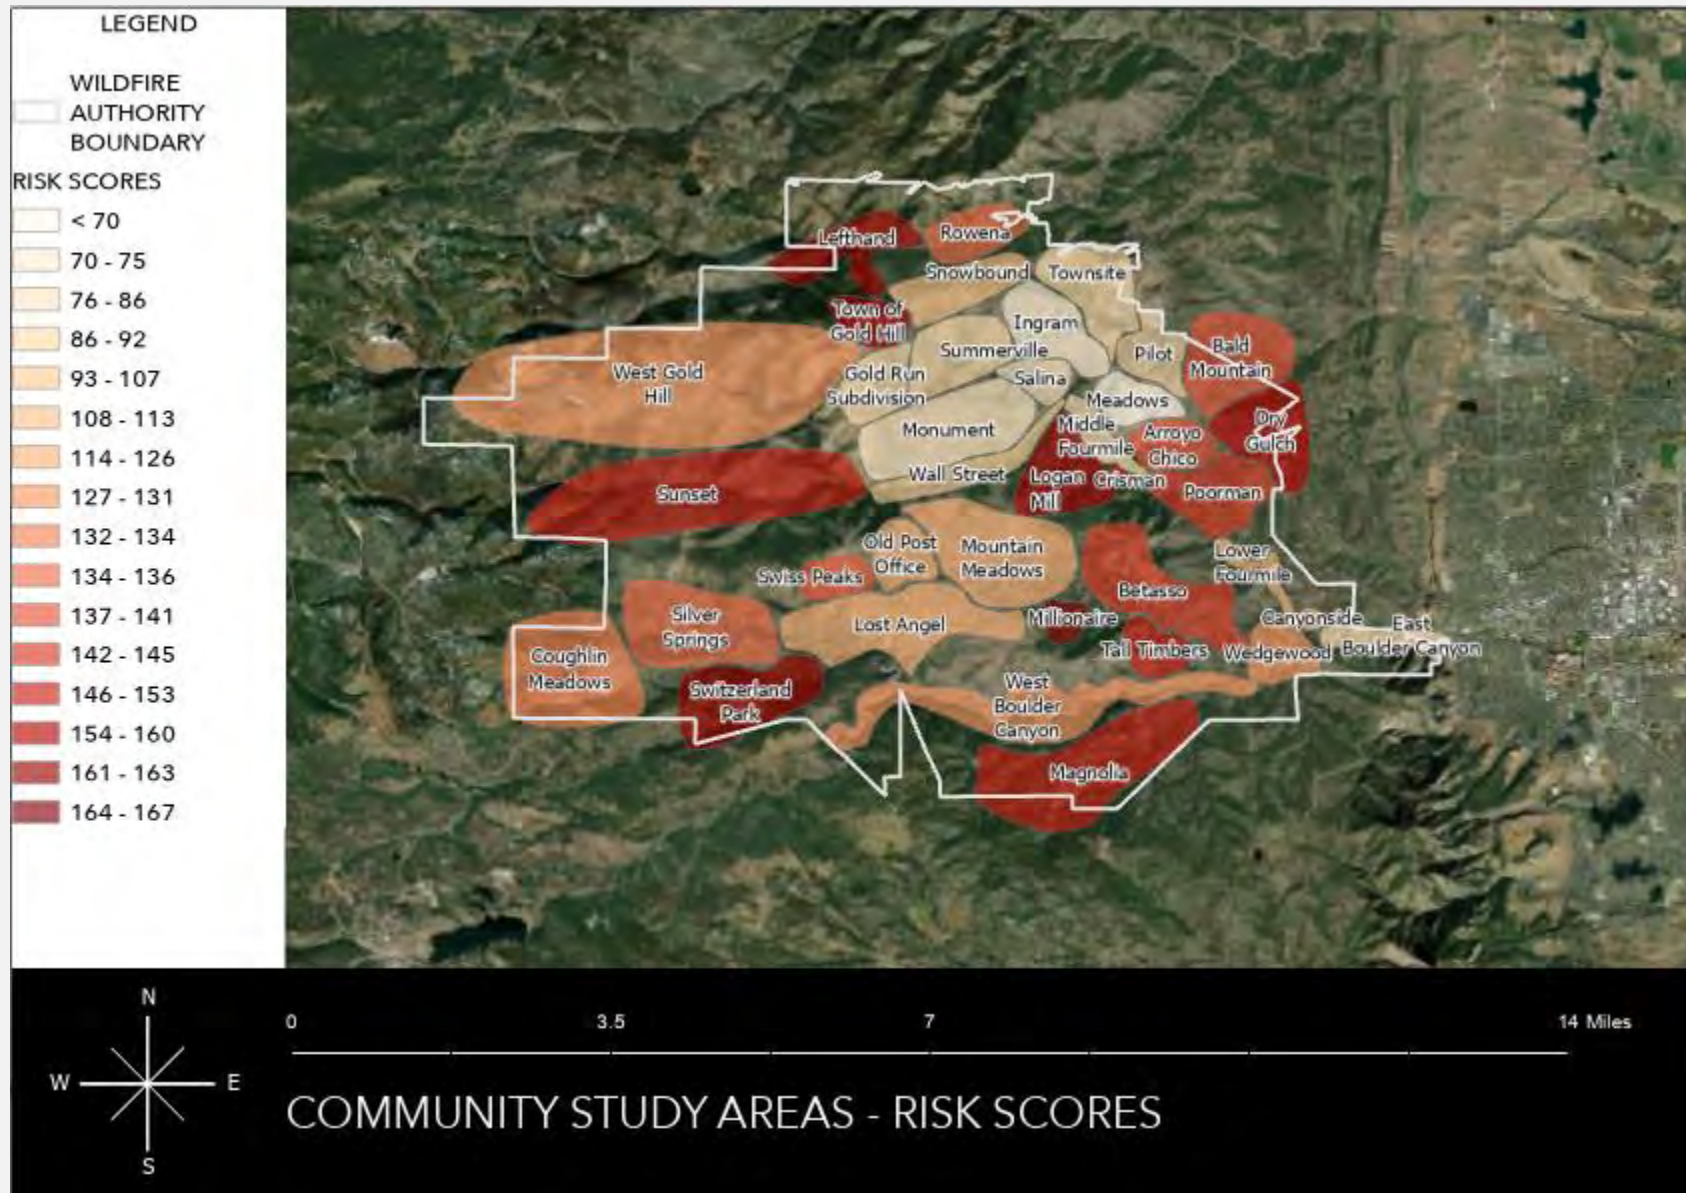 LEGEND
WILDFIRE
AUTHORITY
BOUNDARY
RISK SCORES
< 70
70 - 75
76 - 86
86 - 92
93 - 107
108 - 113
114 - 126
127 - 131
132 - 134
134 - 136
137 - 141
142 - 145
146 - 153
154 - 160
161 - 163
164 - 167
Lefthand
Rowena
Snowbound
Townsite
Town of
Gold Hill
Ingram
Summerville
Pilot
Bald
Mountain
West Gold
Hill
Gold Run
Subdivision
Salina
Meadows
Monument
Middle
Fourmile
Arroyo
Chico
Dry
Gulch
Wall Street
Logan
Mill
Crisman
Poorman
Sunset
Old Post
Office
Mountain
Meadows
Lower
Fourmile
Swiss Peaks
Betasso
Silver
Springs
Lost Angel
Millionaire
Canyonside
East
Boulder Canyon
Coughlin
Meadows
Tall Timbers
Wedgewood
Switzerland
Park
West
Boulder
Canyon
Magnolia
N
W
E
S
0
3.5
7
14 Miles
COMMUNITY STUDY AREAS - RISK SCORES